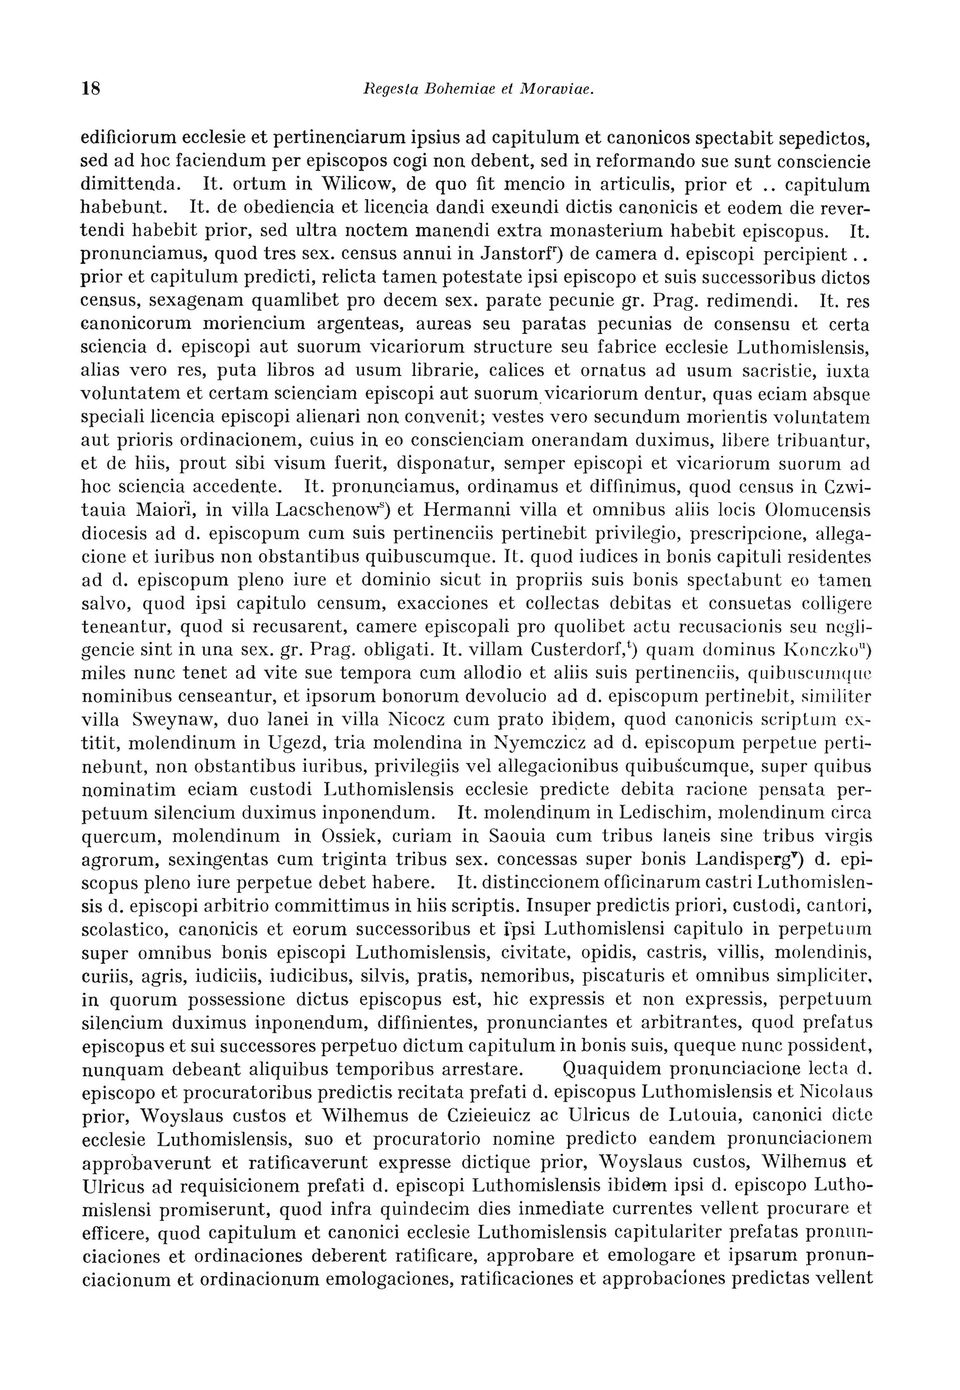 18 Regesta Bohemiae et Moraviae.
edificiorum ecclesie et pertinenciarum ipsius ad capitulum et canonicos spectabit sepedictos,
sed ad hoc faciendum per episcopos cogi non debent, sed in reformando sue sunt consciencie
dimittenda. It. ortum in Wilicow, de quo fit mencio in articulis, prior et .. capitulum
habebunt. It. de obediencia et licencia dandi exeundi dictis canonicis et eodem die rever-
tendi habebit prior, sed ultra noctem manendi extra monasterium habebit episcopus. It.
pronunciamus, quod tres sex. census annui in Janstorfʳ) de camera d. episcopi percipient ..
prior et capitulum predicti, relicta tamen potestate ipsi episcopo et suis successoribus dictos
census, sexagenam quamlibet pro decem sex. parate pecunie gr. Prag. redimendi. It. res
canonicorum moriencium argenteas, aureas seu paratas pecunias de consensu et certa
sciencia d. episcopi aut suorum vicariorum structure seu fabrice ecclesie Luthomislensis,
alias vero res, puta libros ad usum librarie, calices et ornatus ad usum sacristie, iuxta
voluntatem et certam scienciam episcopi aut suorum vicariorum dentur, quas eciam absque
speciali licencia episcopi alienari non convenit; vestes vero secundum morientis voluntatem
aut prioris ordinacionem, cuius in eo conscienciam onerandam duximus, libere tribuantur,
et de hiis, prout sibi visum fuerit, disponatur, semper episcopi et vicariorum suorum ad
hoc sciencia accedente. It. pronunciamus, ordinamus et diffinimus, quod census in Czwi-
tauia Maiori, in villa Lacschenowˢ) et Hermanni villa et omnibus aliis locis Olomucensis
diocesis ad d. episcopum cum suis pertinenciis pertinebit privilegio, prescripcione, allega-
cione et iuribus non obstantibus quibuscumque. It. quod iudices in bonis capituli residentes
ad d. episcopum pleno iure et dominio sicut in propriis suis bonis spectabunt eo tamen
salvo, quod ipsi capitulo censum, exacciones et collectas debitas et consuetas colligere
teneantur, quod si recusarent, camere episcopali pro quolibet actu recusacionis seu negli-
gencie sint in una sex. gr. Prag. obligati. It. villam Custerdorf,ᵗ) quam dominus Konczkoᵘ)
miles nunc tenet ad vite sue tempora cum allodio et aliis suis pertinenciis, quibuscumque
nominibus censeantur, et ipsorum bonorum devolucio ad d. episcopum pertinebit, similiter
villa Sweynaw, duo lanei in villa Nicocz cum prato ibidem, quod canonicis scriptum ex-
titit, molendinum in Ugezd, tria molendina in Nyemczicz ad d. episcopum perpetue perti-
nebunt, non obstantibus iuribus, privilegiis vel allegacionibus quibuscumque, super quibus
nominatim eciam custodi Luthomislensis ecclesie predicte debita racione pensata per-
petuum silencium duximus inponendum. It. molendinum in Ledischim, molendinum circa
quercum, molendinum in Ossiek, curiam in Saouia cum tribus laneis sine tribus virgis
agrorum, sexingentas cum triginta tribus sex. concessas super bonis Landispergᵛ) d. epi-
scopus pleno iure perpetue debet habere. It. distinccionem officinarum castri Luthomislen-
sis d. episcopi arbitrio committimus in hiis scriptis. Insuper predictis priori, custodi, cantori,
scolastico, canonicis et eorum successoribus et ipsi Luthomislensi capitulo in perpetuum
super omnibus bonis episcopi Luthomislensis, civitate, opidis, castris, villis, molendinis,
curiis, agris, iudiciis, iudicibus, silvis, pratis, nemoribus, piscaturis et omnibus simpliciter,
in quorum possessione dictus episcopus est, hic expressis et non expressis, perpetuum
silencium duximus inponendum, diffinientes, pronunciantes et arbitrantes, quod prefatus
episcopus et sui successores perpetuo dictum capitulum in bonis suis, queque nunc possident,
nunquam debeant aliquibus temporibus arrestare. Quaquidem pronunciacione lecta d.
episcopo et procuratoribus predictis recitata prefati d. episcopus Luthomislensis et Nicolaus
prior, Woyslaus custos et Wilhemus de Czieieuicz ac Ulricus de Lutouia, canonici dicte
ecclesie Luthomislensis, suo et procuratorio nomine predicto eandem pronunciacionem
approbaverunt et ratificaverunt expresse dictique prior, Woyslaus custos, Wilhemus et
Ulricus ad requisicionem prefati d. episcopi Luthomislensis ibidem ipsi d. episcopo Lutho-
mislensi promiserunt, quod infra quindecim dies inmediate currentes vellent procurare et
efficere, quod capitulum et canonici ecclesie Luthomislensis capitulariter prefatas pronun-
ciaciones et ordinaciones deberent ratificare, approbare et emologare et ipsarum pronun-
ciacionum et ordinacionum emologaciones, ratificaciones et approbaciones predictas vellent